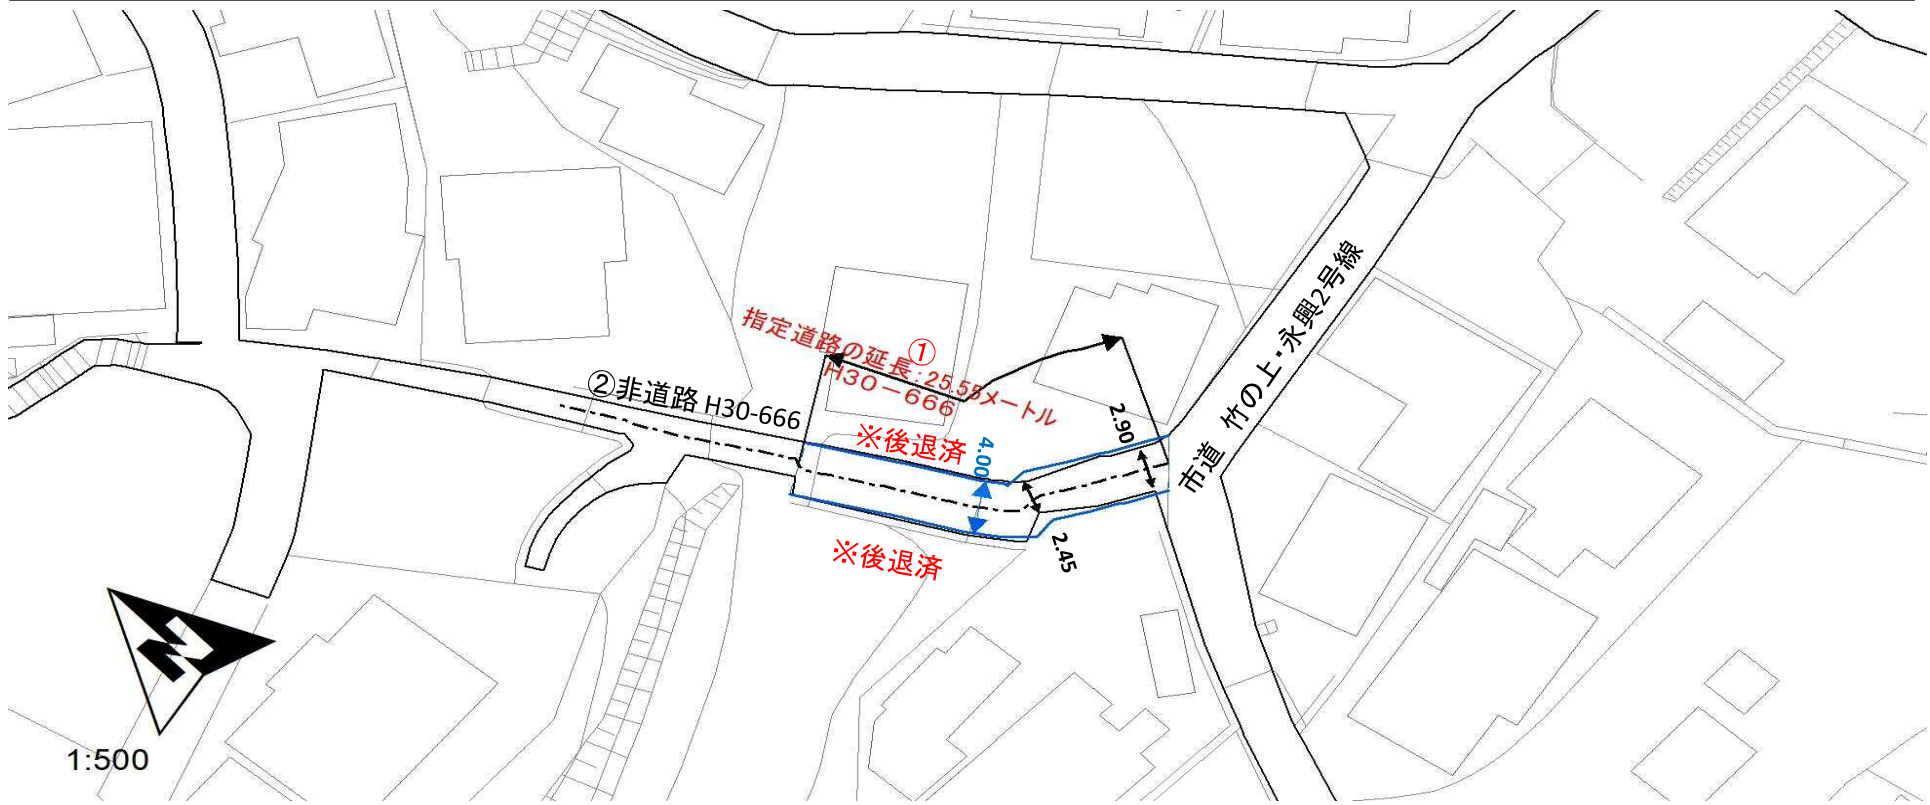 市道 竹の上・永興2号線
①
指定道路の延長:25.55メートル
H30-666
②非道路 H30-666
※後退済
4.00
2.90
2.45
※後退済
N
1:500